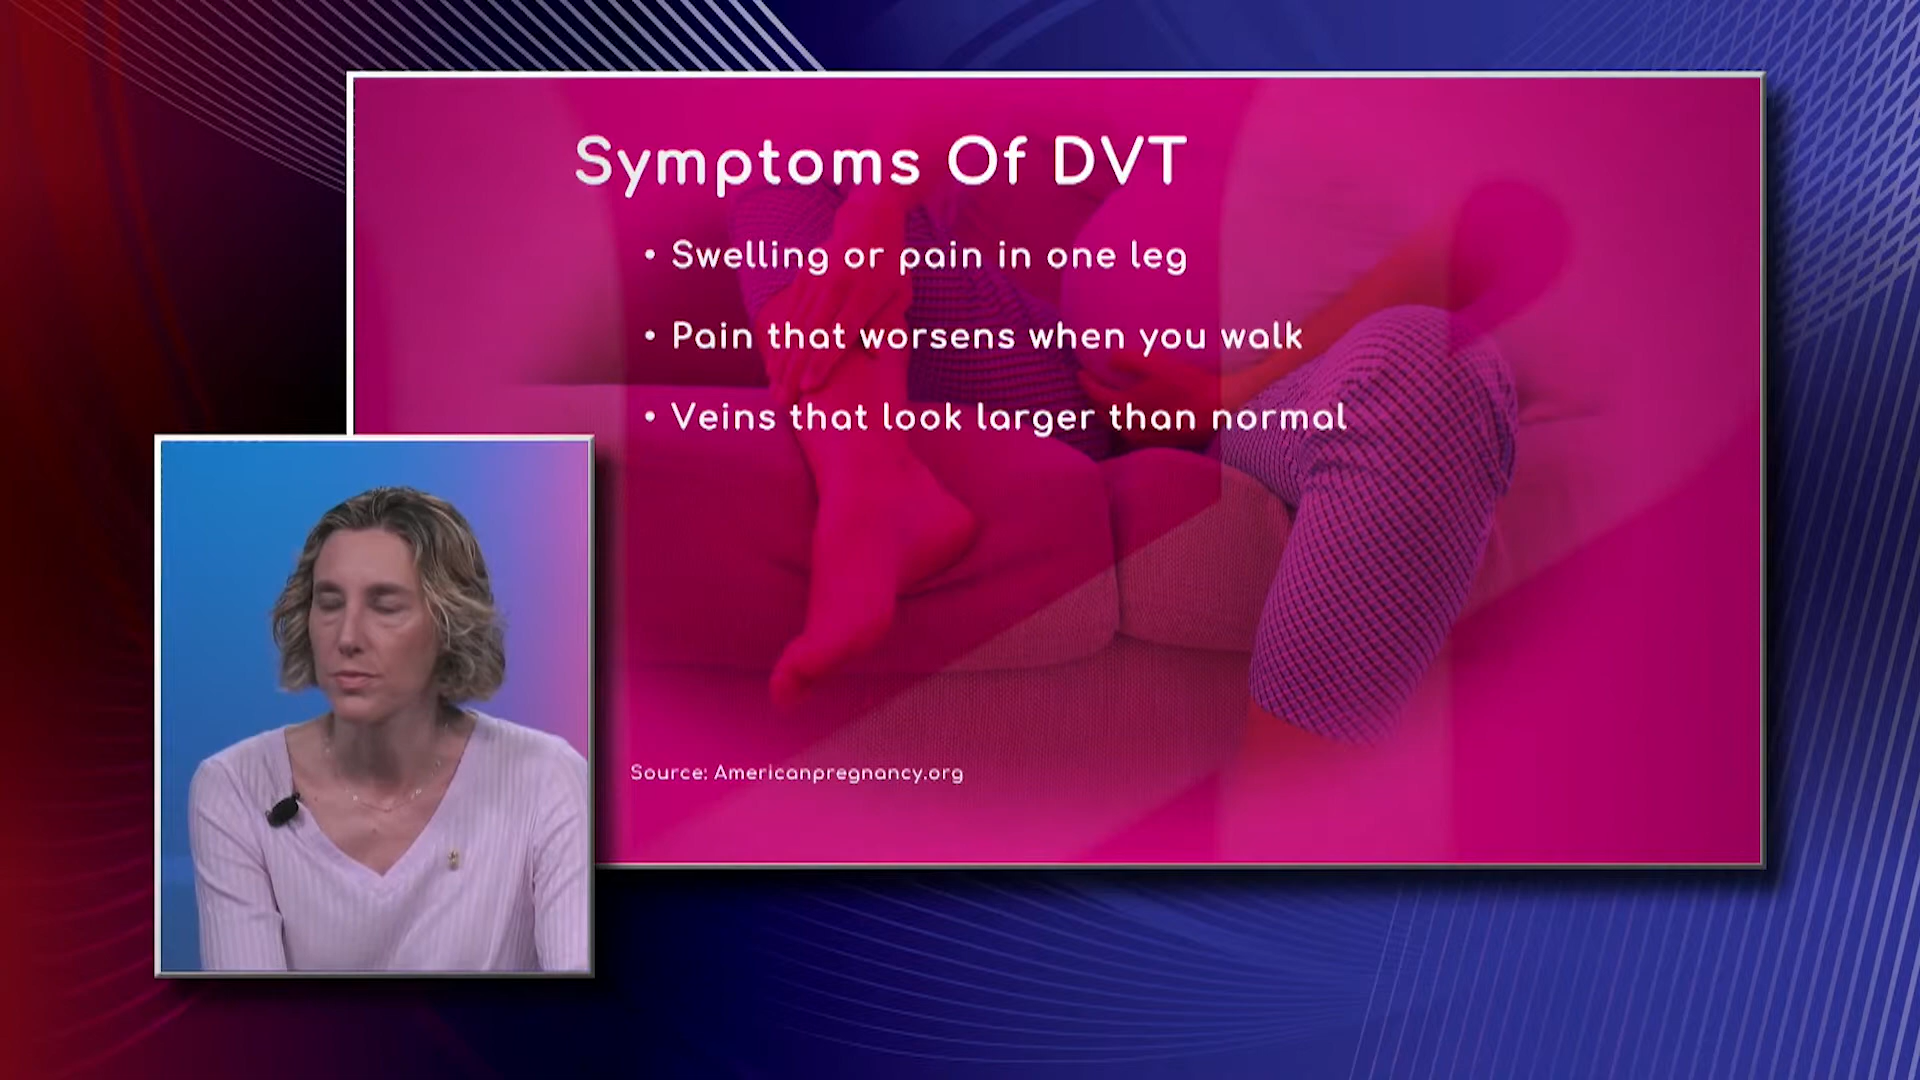 Symptoms Of DVT
• Swelling or pain in one leg
• Pain that worsens when you walk
• Veins that look larger than normal
Source: Americanpregnancy.org